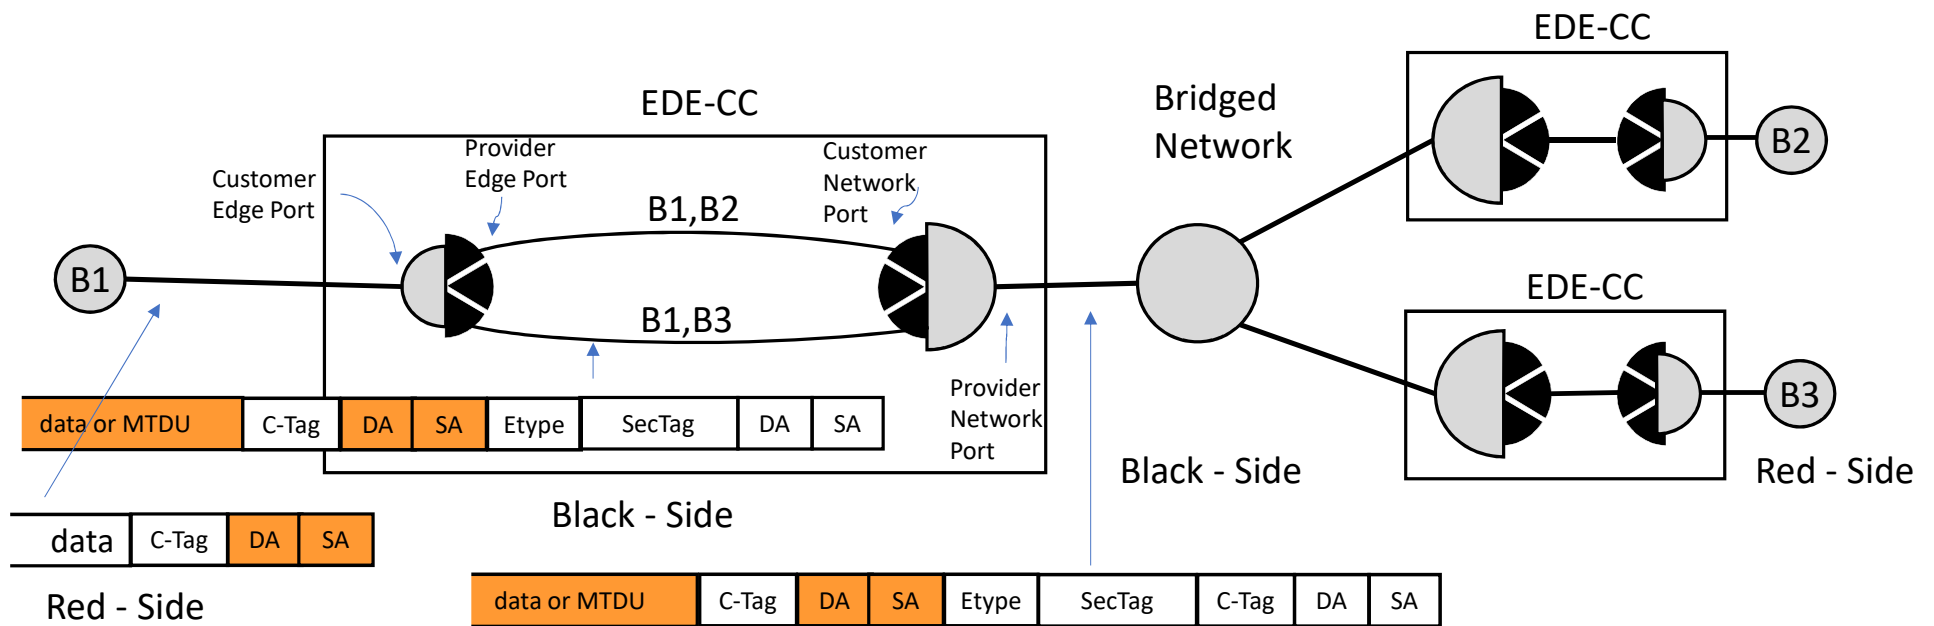 EDE-CC
EDE-CC
Bridged
Network
B2
Customer
Edge Port
Provider
Edge Port
Customer
Network
Port
B1,B2
B1
B1,B3
EDE-CC
B3
Provider
Network
Port
data or MTDU C-Tag DA SA Etype SecTag DA SA
Black - Side
Red - Side
Black - Side
data C-Tag DA SA
Red - Side
data or MTDU C-Tag DA SA Etype SecTag C-Tag DA SA